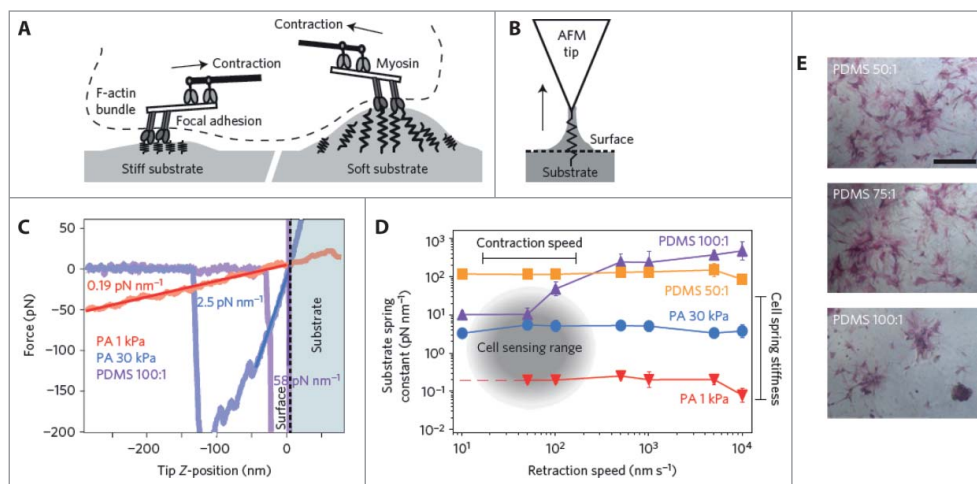 A
Contraction
Contraction
F-actin
bundle
Myosin
Focal adhesion
Stiff substrate
Soft substrate
B
AFM
tip
Surface
Substrate
C
50
0
−50
−100
−150
−200
Force (pN)
0.19 pN nm−1
2.5 pN nm−1
58 pN nm−1
PA 1 kPa
PA 30 kPa
PDMS 100:1
Surface
Substrate
−200
−100
0
Tip Z-position (nm)
D
10³
10²
10¹
10⁰
10⁻¹
10⁻²
Substrate spring
constant (pN nm−1)
Contraction speed
PDMS 100:1
PDMS 50:1
PA 30 kPa
Cell sensing range
PA 1 kPa
Cell spring stiffness
10¹
10²
10³
10⁴
Retraction speed (nm s−1)
E
PDMS 50:1
PDMS 75:1
PDMS 100:1